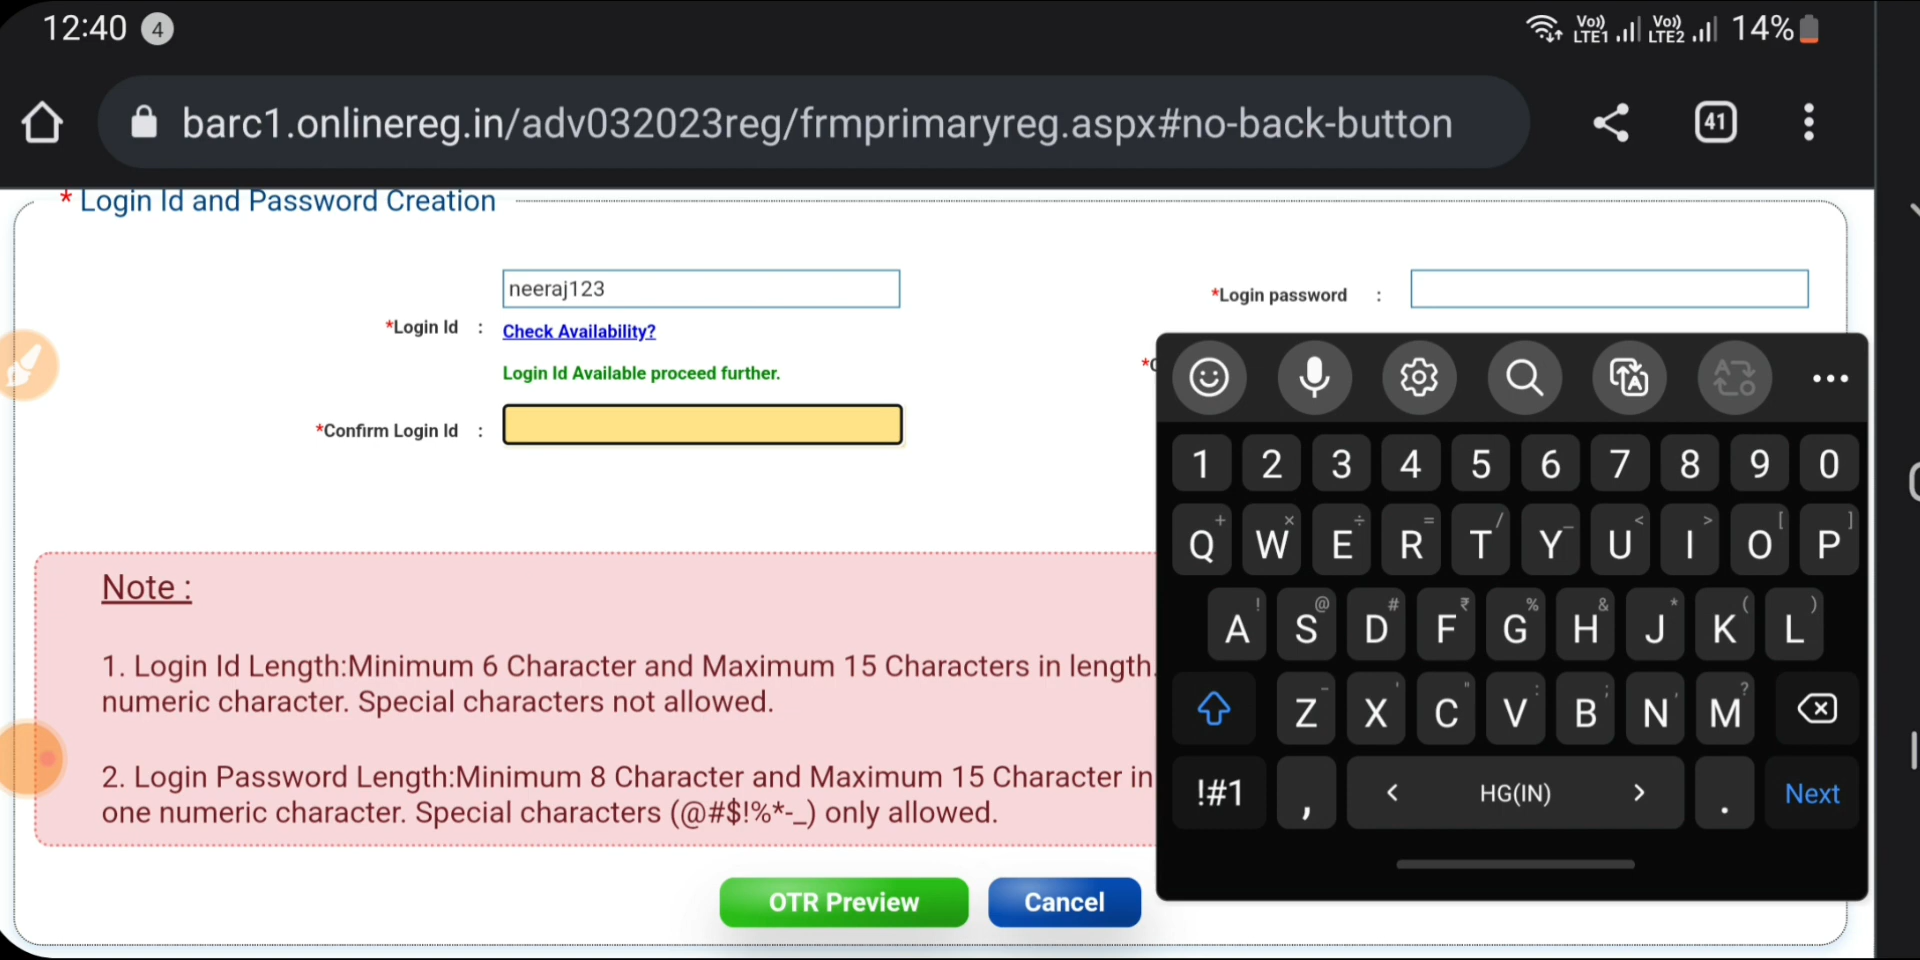 12:40 4
Vo)) LTE1 Vo)) LTE2 14%
barc1.onlinereg.in/adv032023reg/frmprimaryreg.aspx#no-back-button
41
* Login Id and Password Creation
neeraj123
*Login Id :
Check Availability?
Login Id Available proceed further.
*Login password :
*Confirm Login Id :
Note :
1. Login Id Length:Minimum 6 Character and Maximum 15 Characters in length.
numeric character. Special characters not allowed.
2. Login Password Length:Minimum 8 Character and Maximum 15 Character in
one numeric character. Special characters (@#$!%*-_) only allowed.
OTR Preview Cancel
1 2 3 4 5 6 7 8 9 0
+ × ÷ = / _ < > [ ]
Q W E R T Y U I O P
! @ # ₹ % & * ( )
A S D F G H J K L
- ' " : ; , ?
Z X C V B N M
!#1 , < HG(IN) > . Next